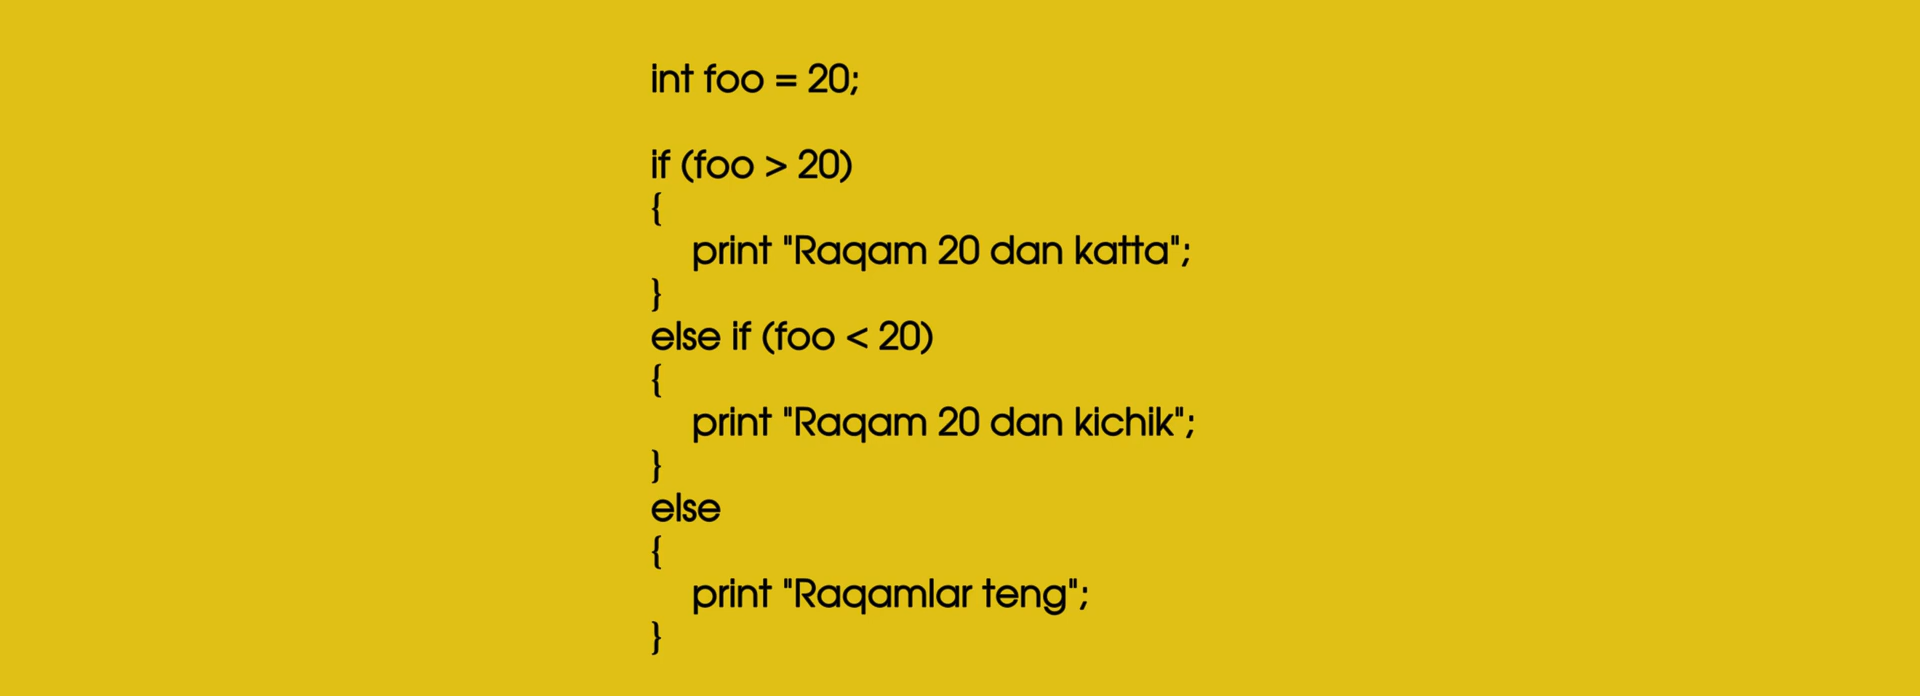 int foo = 20;
if (foo > 20)
{
print "Raqam 20 dan katta";
}
else if (foo < 20)
{
print "Raqam 20 dan kichik";
}
else
{
print "Raqamlar teng";
}